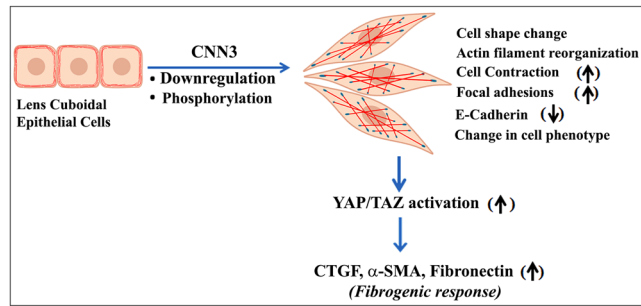 CNN3
• Downregulation
• Phosphorylation
Lens Cuboidal
Epithelial Cells
Cell shape change
Actin filament reorganization
Cell Contraction (↑)
Focal adhesions (↑)
E-Cadherin (↓)
Change in cell phenotype
YAP/TAZ activation (↑)
CTGF, α-SMA, Fibronectin (↑)
(Fibrogenic response)